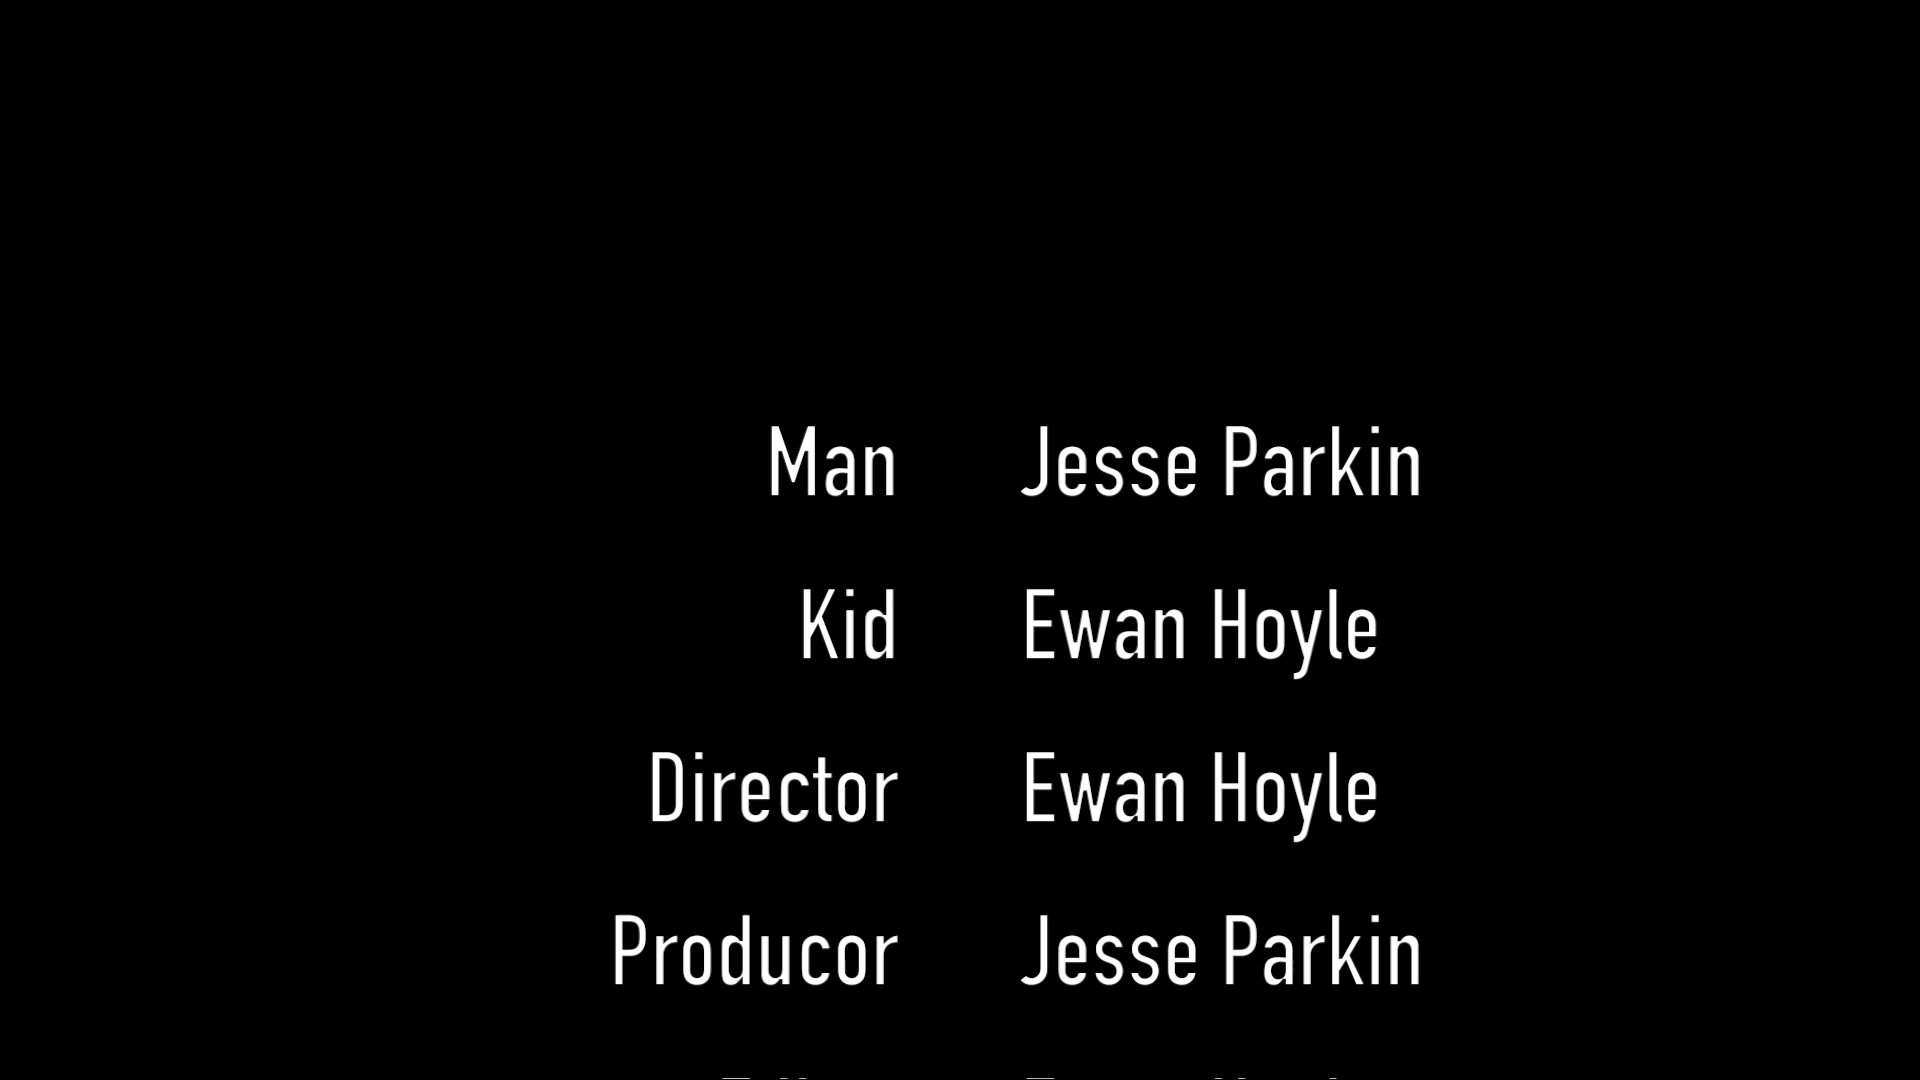 Man Jesse Parkin
Kid Ewan Hoyle
Director Ewan Hoyle
Producor Jesse Parkin